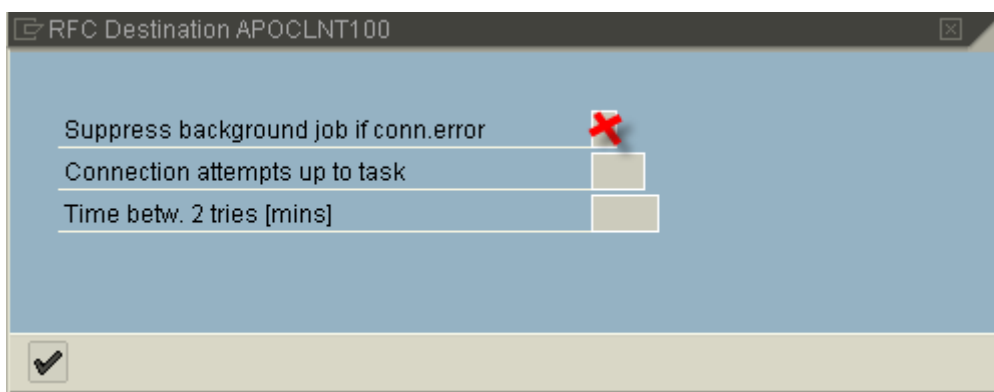 RFC Destination APOCLNT100
Suppress background job if conn.error
Connection attempts up to task
Time betw. 2 tries [mins]